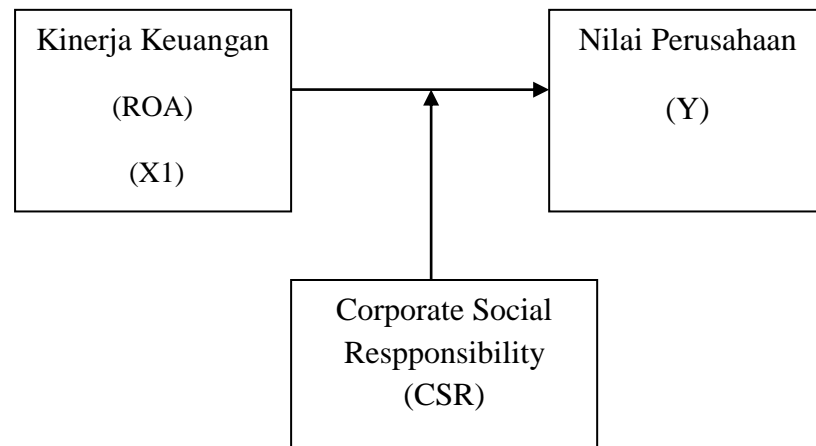 Kinerja Keuangan
(ROA)
(X1)
Nilai Perusahaan
(Y)
Corporate Social
Respponsibility
(CSR)